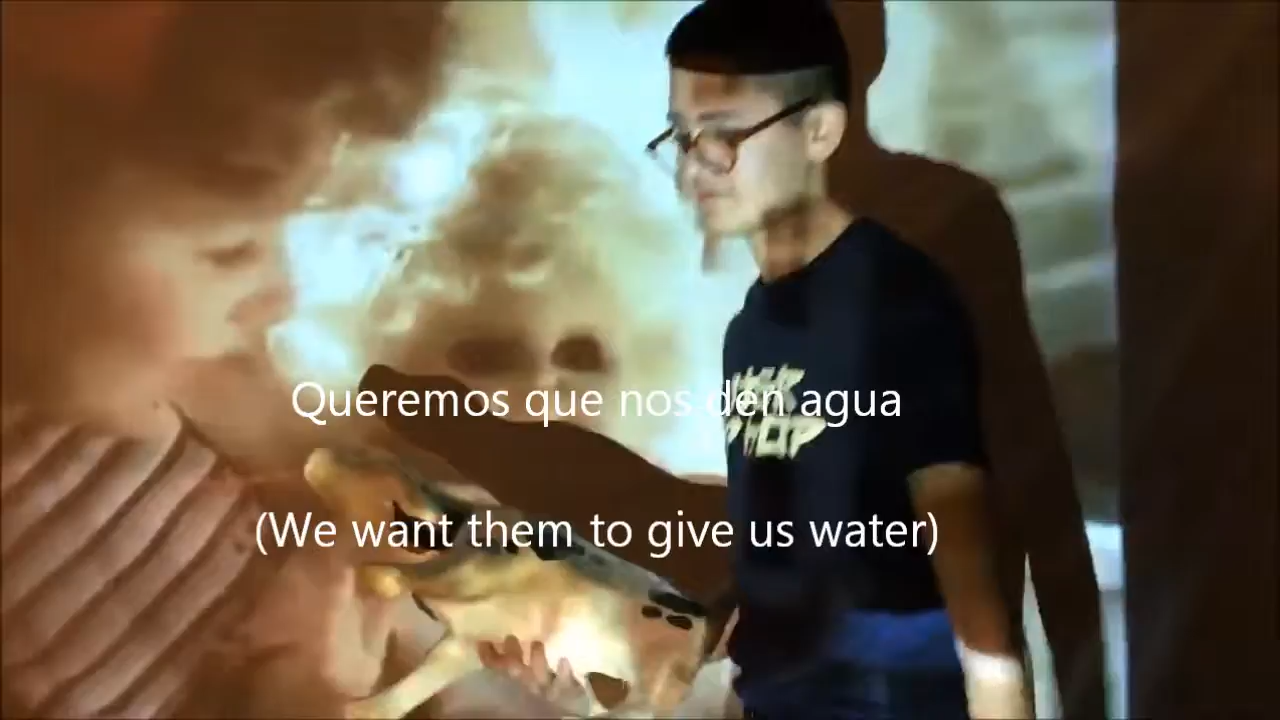 Queremos que nos den agua
(We want them to give us water)